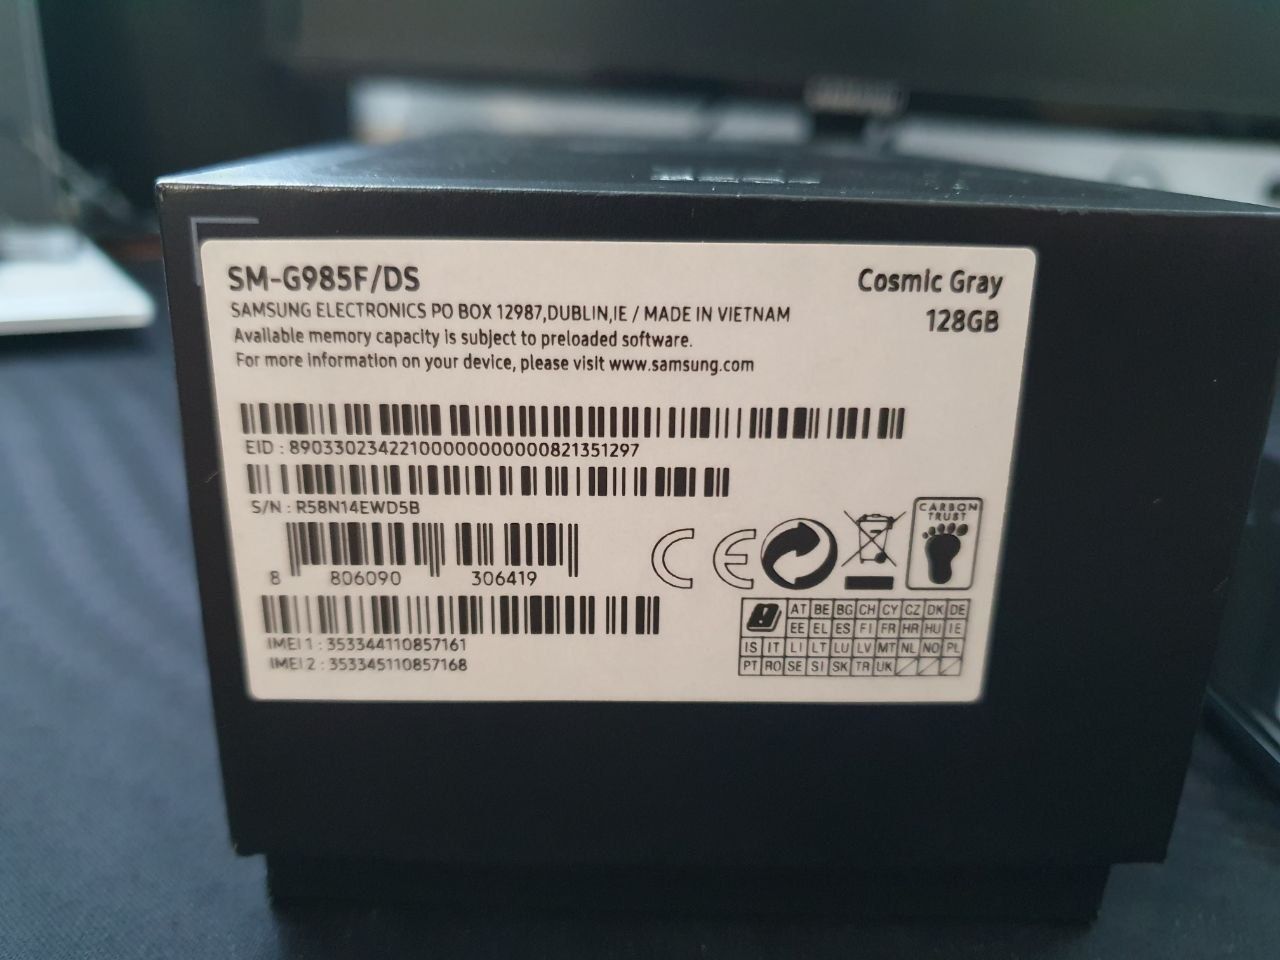 SM-G985F/DS
Cosmic Gray
SAMSUNG ELECTRONICS PO BOX 12987,DUBLIN,IE / MADE IN VIETNAM
128GB
Available memory capacity is subject to preloaded software.
For more information on your device, please visit www.samsung.com
EID : 89033023422100000000000821351297
S/N : R58N14EWD5B
8 806090 306419
CARBON
TRUST
IMEI 1 : 353344110857161
IMEI 2 : 353345110857168
CE
! AT BE BG CH CY CZ DK DE
EE EL ES FI FR HR HU IE
IS IT LI LT LU LV MT NL NO PL
PT RO SE SI SK TR UK
SAMSUNG